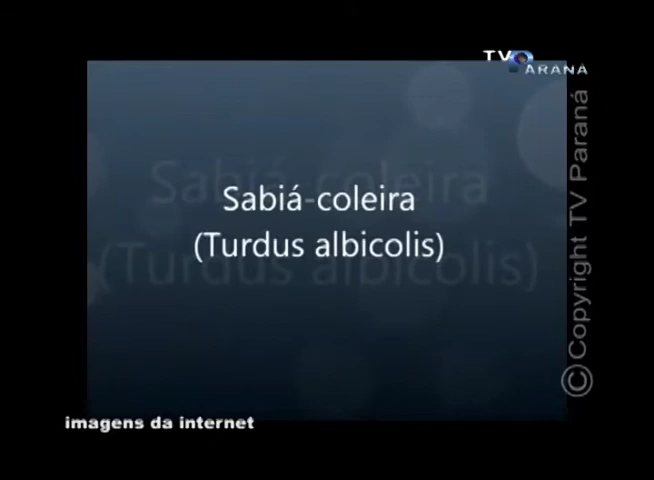 TV PARANÁ
Sabiá-coleira
(Turdus albicolis)
© Copyright TV Paraná
imagens da internet